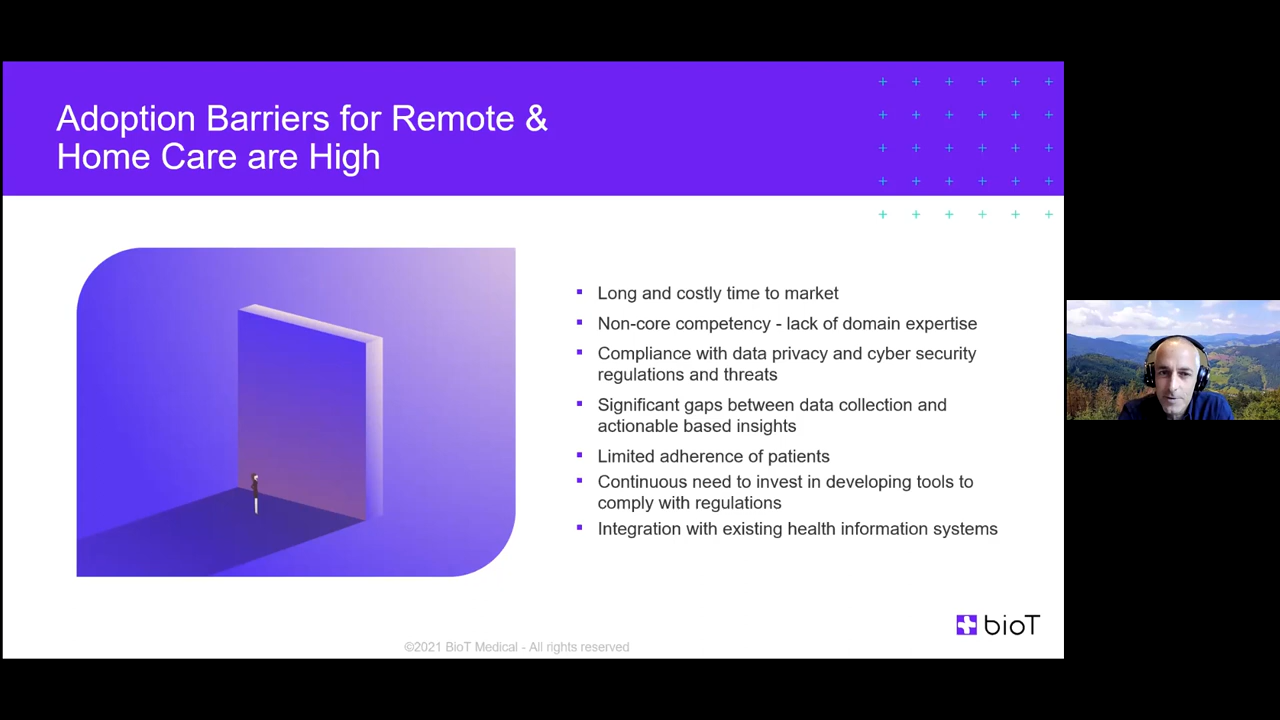 Adoption Barriers for Remote &
Home Care are High
Long and costly time to market
Non-core competency - lack of domain expertise
Compliance with data privacy and cyber security
regulations and threats
Significant gaps between data collection and
actionable based insights
Limited adherence of patients
Continuous need to invest in developing tools to
comply with regulations
Integration with existing health information systems
bioT
©2021 BioT Medical - All rights reserved